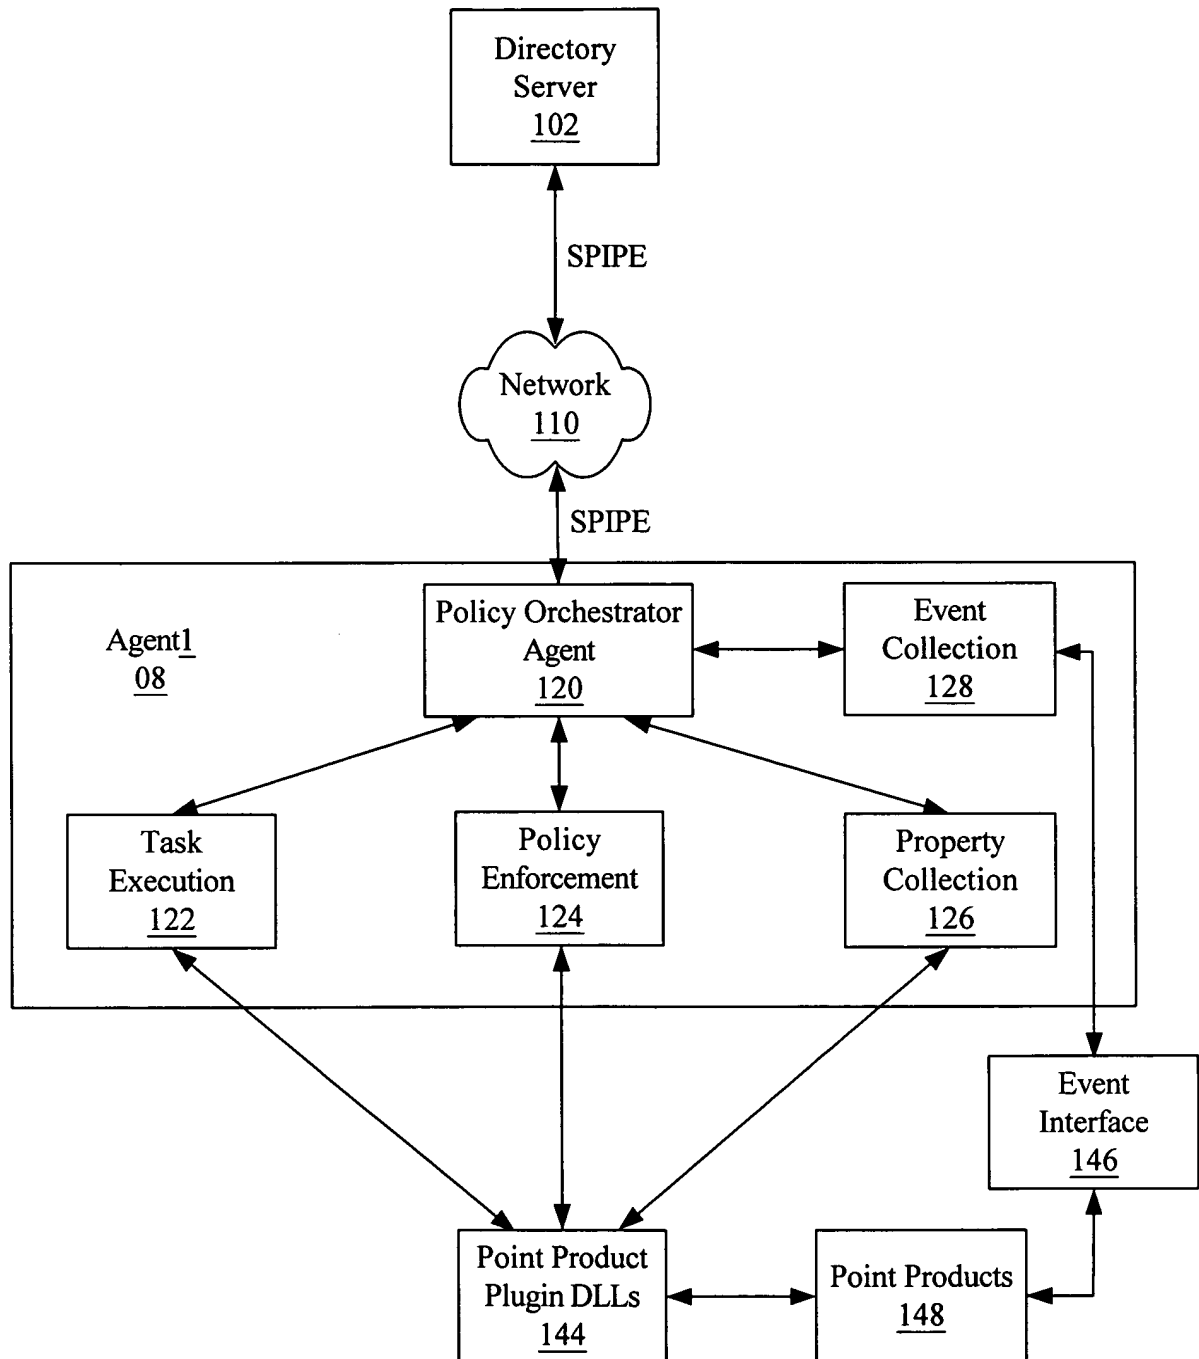 Directory
Server
102
SPIPE
Network
110
SPIPE
Agent1
08
Policy Orchestrator
Agent
120
Event
Collection
128
Task
Execution
122
Policy
Enforcement
124
Property
Collection
126
Event
Interface
146
Point Product
Plugin DLLs
144
Point Products
148